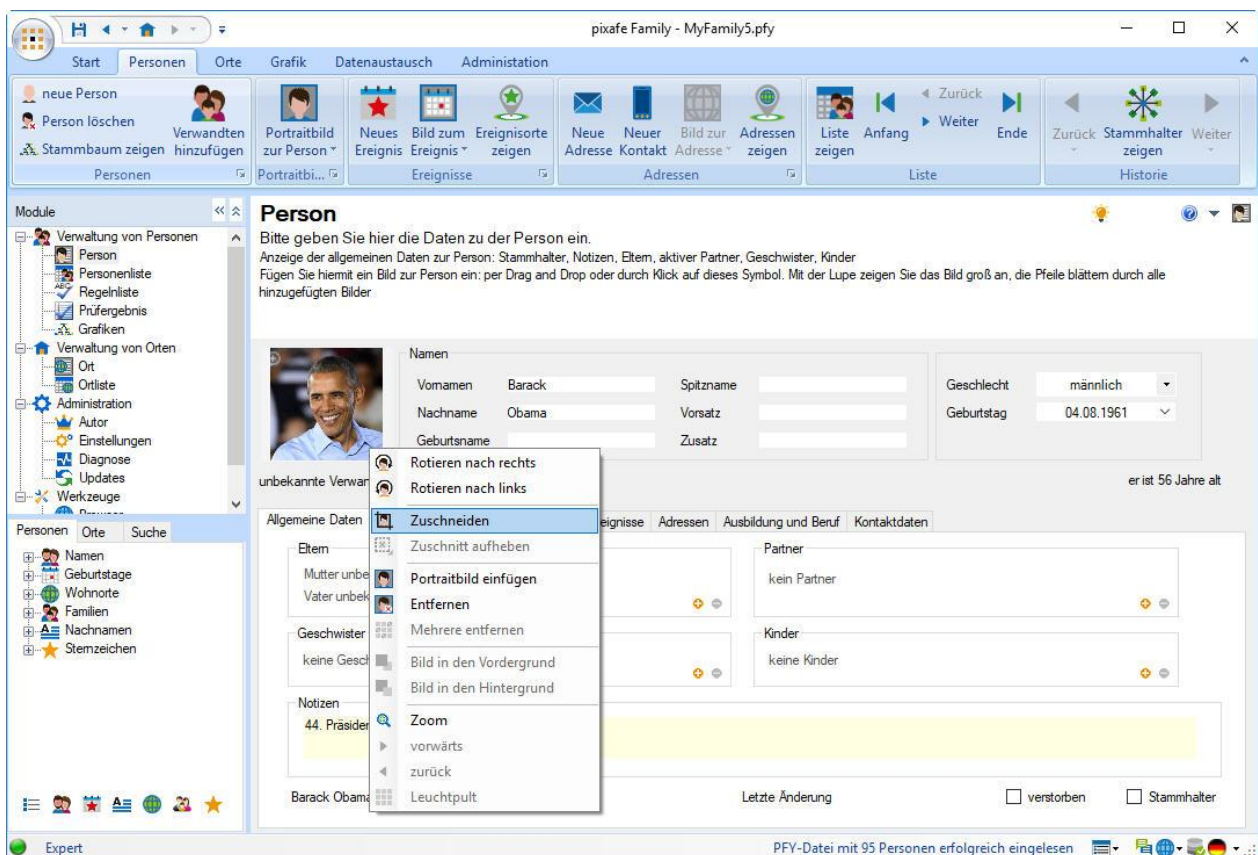 pixafe Family - MyFamily5.pfy
Start Personen Orte Grafik Datenaustausch Administation
neue Person
Person löschen
Stammbaum zeigen
Verwandten
hinzufügen
Personen
Portraitbild
zur Person
Portraitbi...
Neues
Ereignis
Bild zum
Ereignis
Ereignisorte
zeigen
Ereignisse
Neue
Adresse
Neuer
Kontakt
Bild zur
Adresse
Adressen
zeigen
Adressen
Liste
zeigen
Anfang
Zurück
Weiter
Ende
Liste
Zurück
Stammhalter
zeigen
Weiter
Historie
Module
Verwaltung von Personen
Person
Personenliste
Regelnliste
Prüfergebnis
Grafiken
Verwaltung von Orten
Ort
Ortliste
Administration
Autor
Einstellungen
Diagnose
Updates
Werkzeuge
Personen Orte Suche
Namen
Geburtstage
Wohnorte
Familien
Nachnamen
Sternzeichen
Person
Bitte geben Sie hier die Daten zu der Person ein.
Anzeige der allgemeinen Daten zur Person: Stammhalter, Notizen, Eltern, aktiver Partner, Geschwister, Kinder
Fügen Sie hiermit ein Bild zur Person ein: per Drag and Drop oder durch Klick auf dieses Symbol. Mit der Lupe zeigen Sie das Bild groß an, die Pfeile blättern durch alle
hinzugefügten Bilder
Namen
Vornamen Barack Spitzname
Nachname Obama Vorsatz
Geburtsname Zusatz
Geschlecht männlich
Geburtstag 04.08.1961
unbekannte Verwan
er ist 56 Jahre alt
Allgemeine Daten eignisse Adressen Ausbildung und Beruf Kontaktdaten
Eltern
Mutter unbe
Vater unbek
Partner
kein Partner
Geschwister
keine Gesch
Kinder
keine Kinder
Notizen
44. Präsiden
Barack Obama
Letzte Änderung
verstorben
Stammhalter
Rotieren nach rechts
Rotieren nach links
Zuschneiden
Zuschnitt aufheben
Portraitbild einfügen
Entfernen
Mehrere entfernen
Bild in den Vordergrund
Bild in den Hintergrund
Zoom
vorwärts
zurück
Leuchtpult
Expert
PFY-Datei mit 95 Personen erfolgreich eingelesen